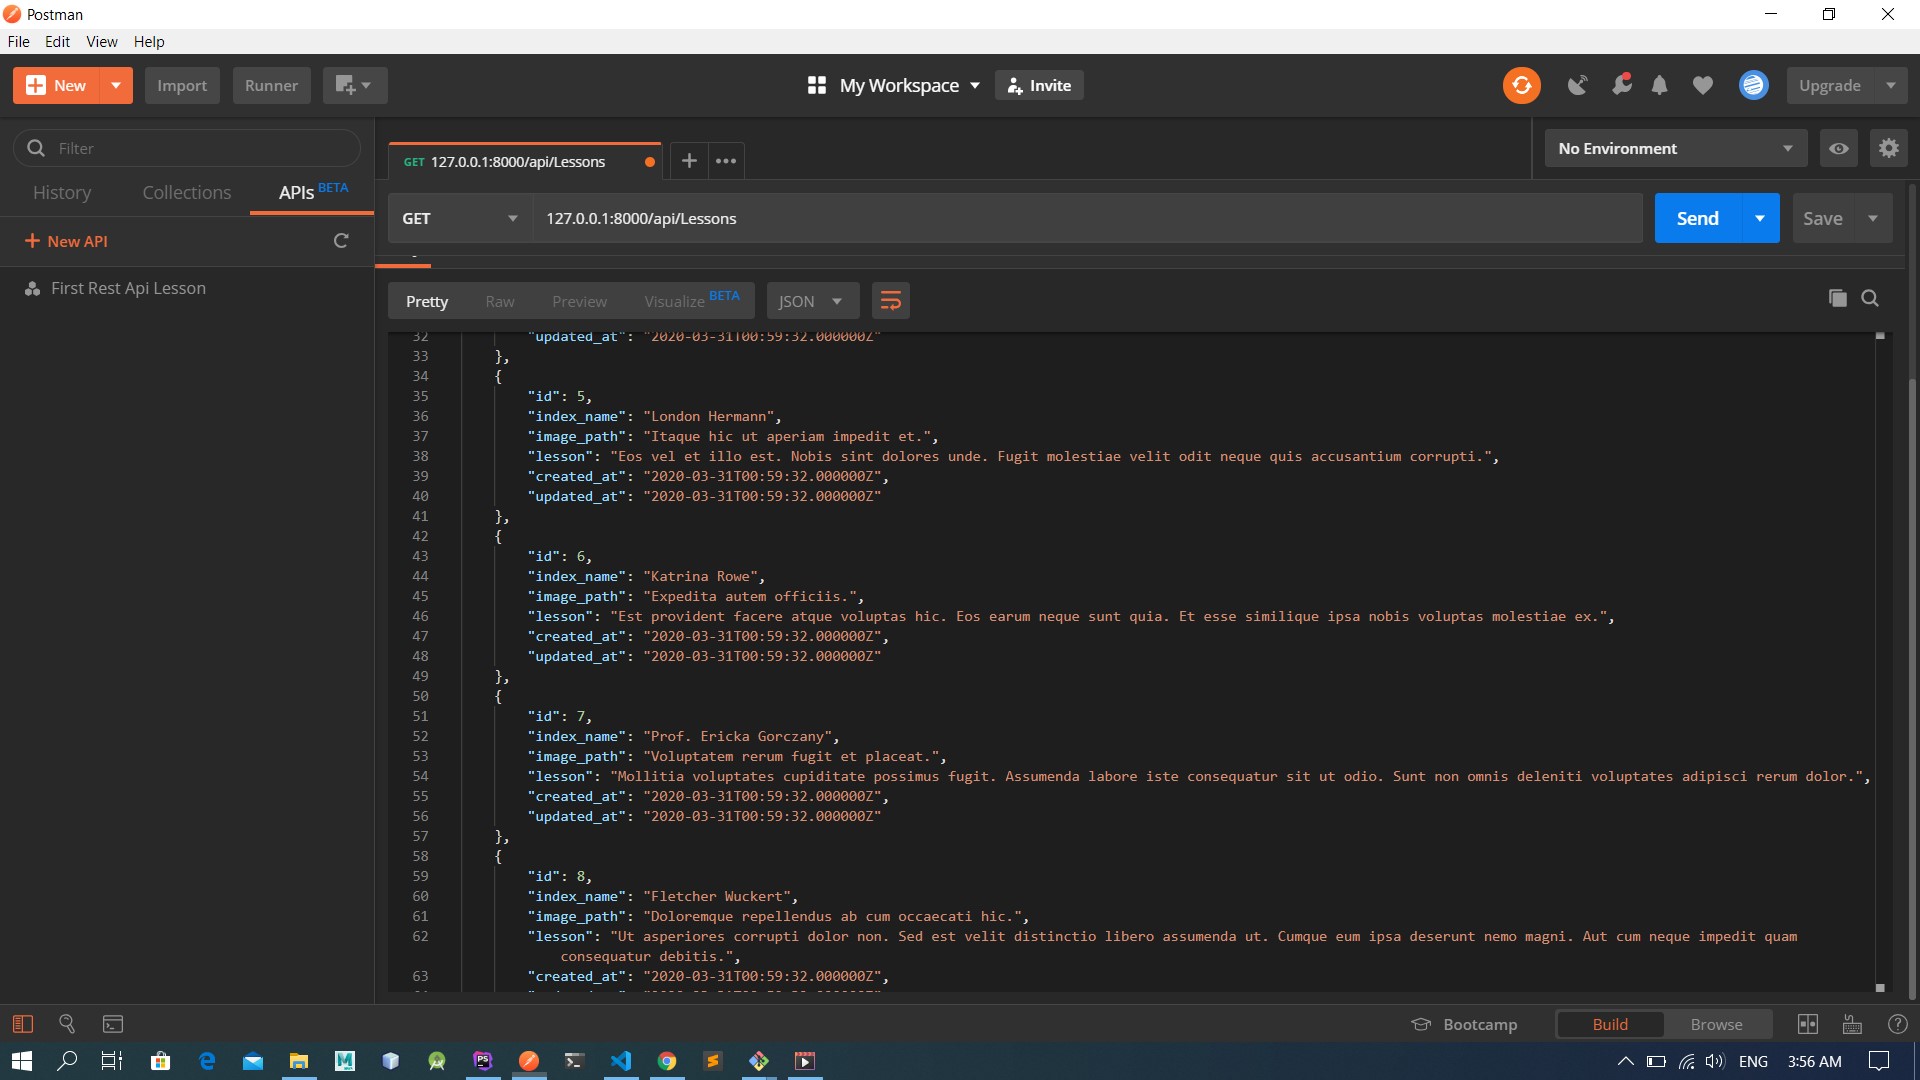 Postman
File Edit View Help
New Import Runner My Workspace Invite Upgrade
Filter
GET 127.0.0.1:8000/api/Lessons
No Environment
History Collections APIs BETA
GET 127.0.0.1:8000/api/Lessons Send Save
New API
First Rest Api Lesson
Pretty Raw Preview Visualize BETA JSON
32 "updated_at": "2020-03-31T00:59:32.000000Z"
33 },
34 {
35 "id": 5,
36 "index_name": "London Hermann",
37 "image_path": "Itaque hic ut aperiam impedit et.",
38 "lesson": "Eos vel et illo est. Nobis sint dolores unde. Fugit molestiae velit odit neque quis accusantium corrupti.",
39 "created_at": "2020-03-31T00:59:32.000000Z",
40 "updated_at": "2020-03-31T00:59:32.000000Z"
41 },
42 {
43 "id": 6,
44 "index_name": "Katrina Rowe",
45 "image_path": "Expedita autem officiis.",
46 "lesson": "Est provident facere atque voluptas hic. Eos earum neque sunt quia. Et esse similique ipsa nobis voluptas molestiae ex.",
47 "created_at": "2020-03-31T00:59:32.000000Z",
48 "updated_at": "2020-03-31T00:59:32.000000Z"
49 },
50 {
51 "id": 7,
52 "index_name": "Prof. Ericka Gorczany",
53 "image_path": "Voluptatem rerum fugit et placeat.",
54 "lesson": "Mollitia voluptates cupiditate possimus fugit. Assumenda labore iste consequatur sit ut odio. Sunt non omnis deleniti voluptates adipisci rerum dolor.",
55 "created_at": "2020-03-31T00:59:32.000000Z",
56 "updated_at": "2020-03-31T00:59:32.000000Z"
57 },
58 {
59 "id": 8,
60 "index_name": "Fletcher Wuckert",
61 "image_path": "Doloremque repellendus ab cum occaecati hic.",
62 "lesson": "Ut asperiores corrupti dolor non. Sed est velit distinctio libero assumenda ut. Cumque eum ipsa deserunt nemo magni. Aut cum neque impedit quam
consequatur debitis.",
63 "created_at": "2020-03-31T00:59:32.000000Z",
Bootcamp Build Browse
ENG 3:56 AM